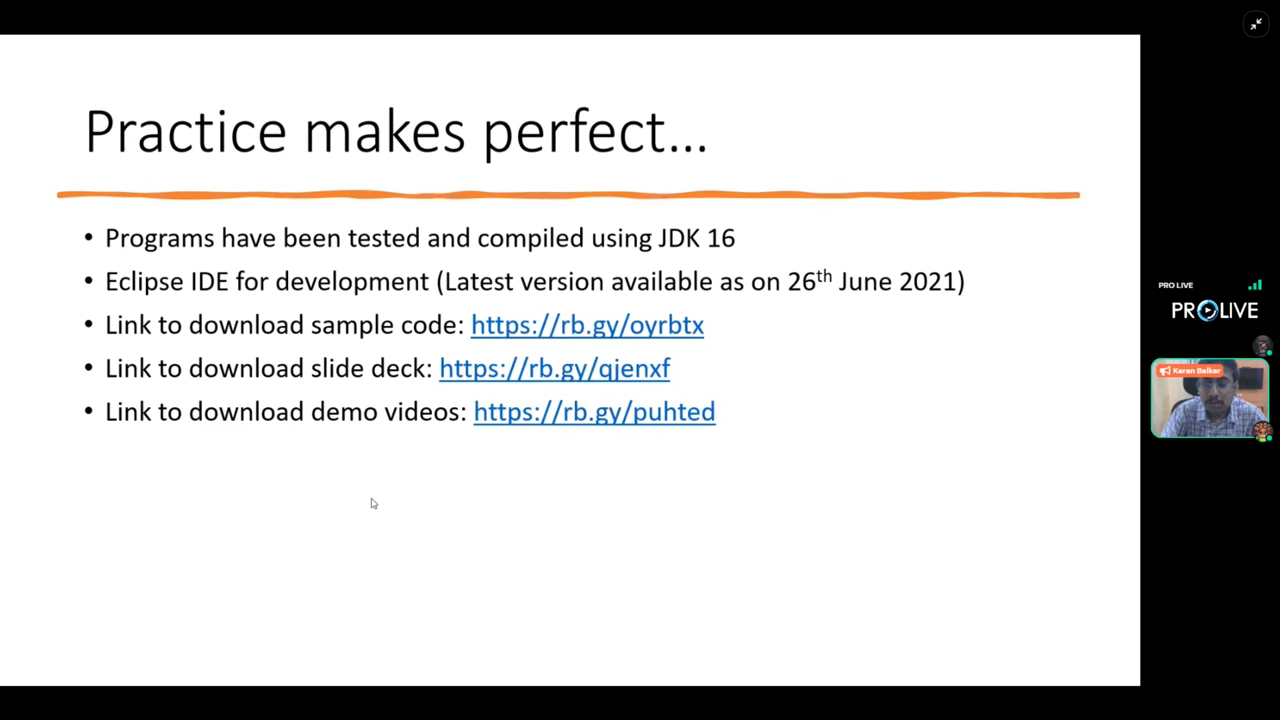 Practice makes perfect...
• Programs have been tested and compiled using JDK 16
• Eclipse IDE for development (Latest version available as on 26th June 2021)
• Link to download sample code: https://rb.gy/oyrbtx
• Link to download slide deck: https://rb.gy/qjenxf
• Link to download demo videos: https://rb.gy/puhted
PRO LIVE
PROLIVE
Karan Balkar